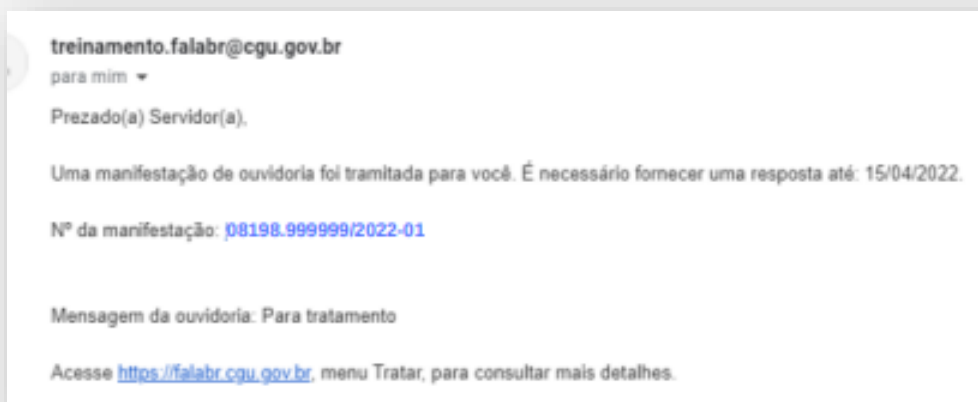 treinamento.falabr@cgu.gov.br
para mim
Prezado(a) Servidor(a),
Uma manifestação de ouvidoria foi tramitada para você. É necessário fornecer uma resposta até: 15/04/2022.
Nº da manifestação: 08198.999999/2022-01
Mensagem da ouvidoria: Para tratamento
Acesse https://falabr.cgu.gov.br, menu Tratar, para consultar mais detalhes.